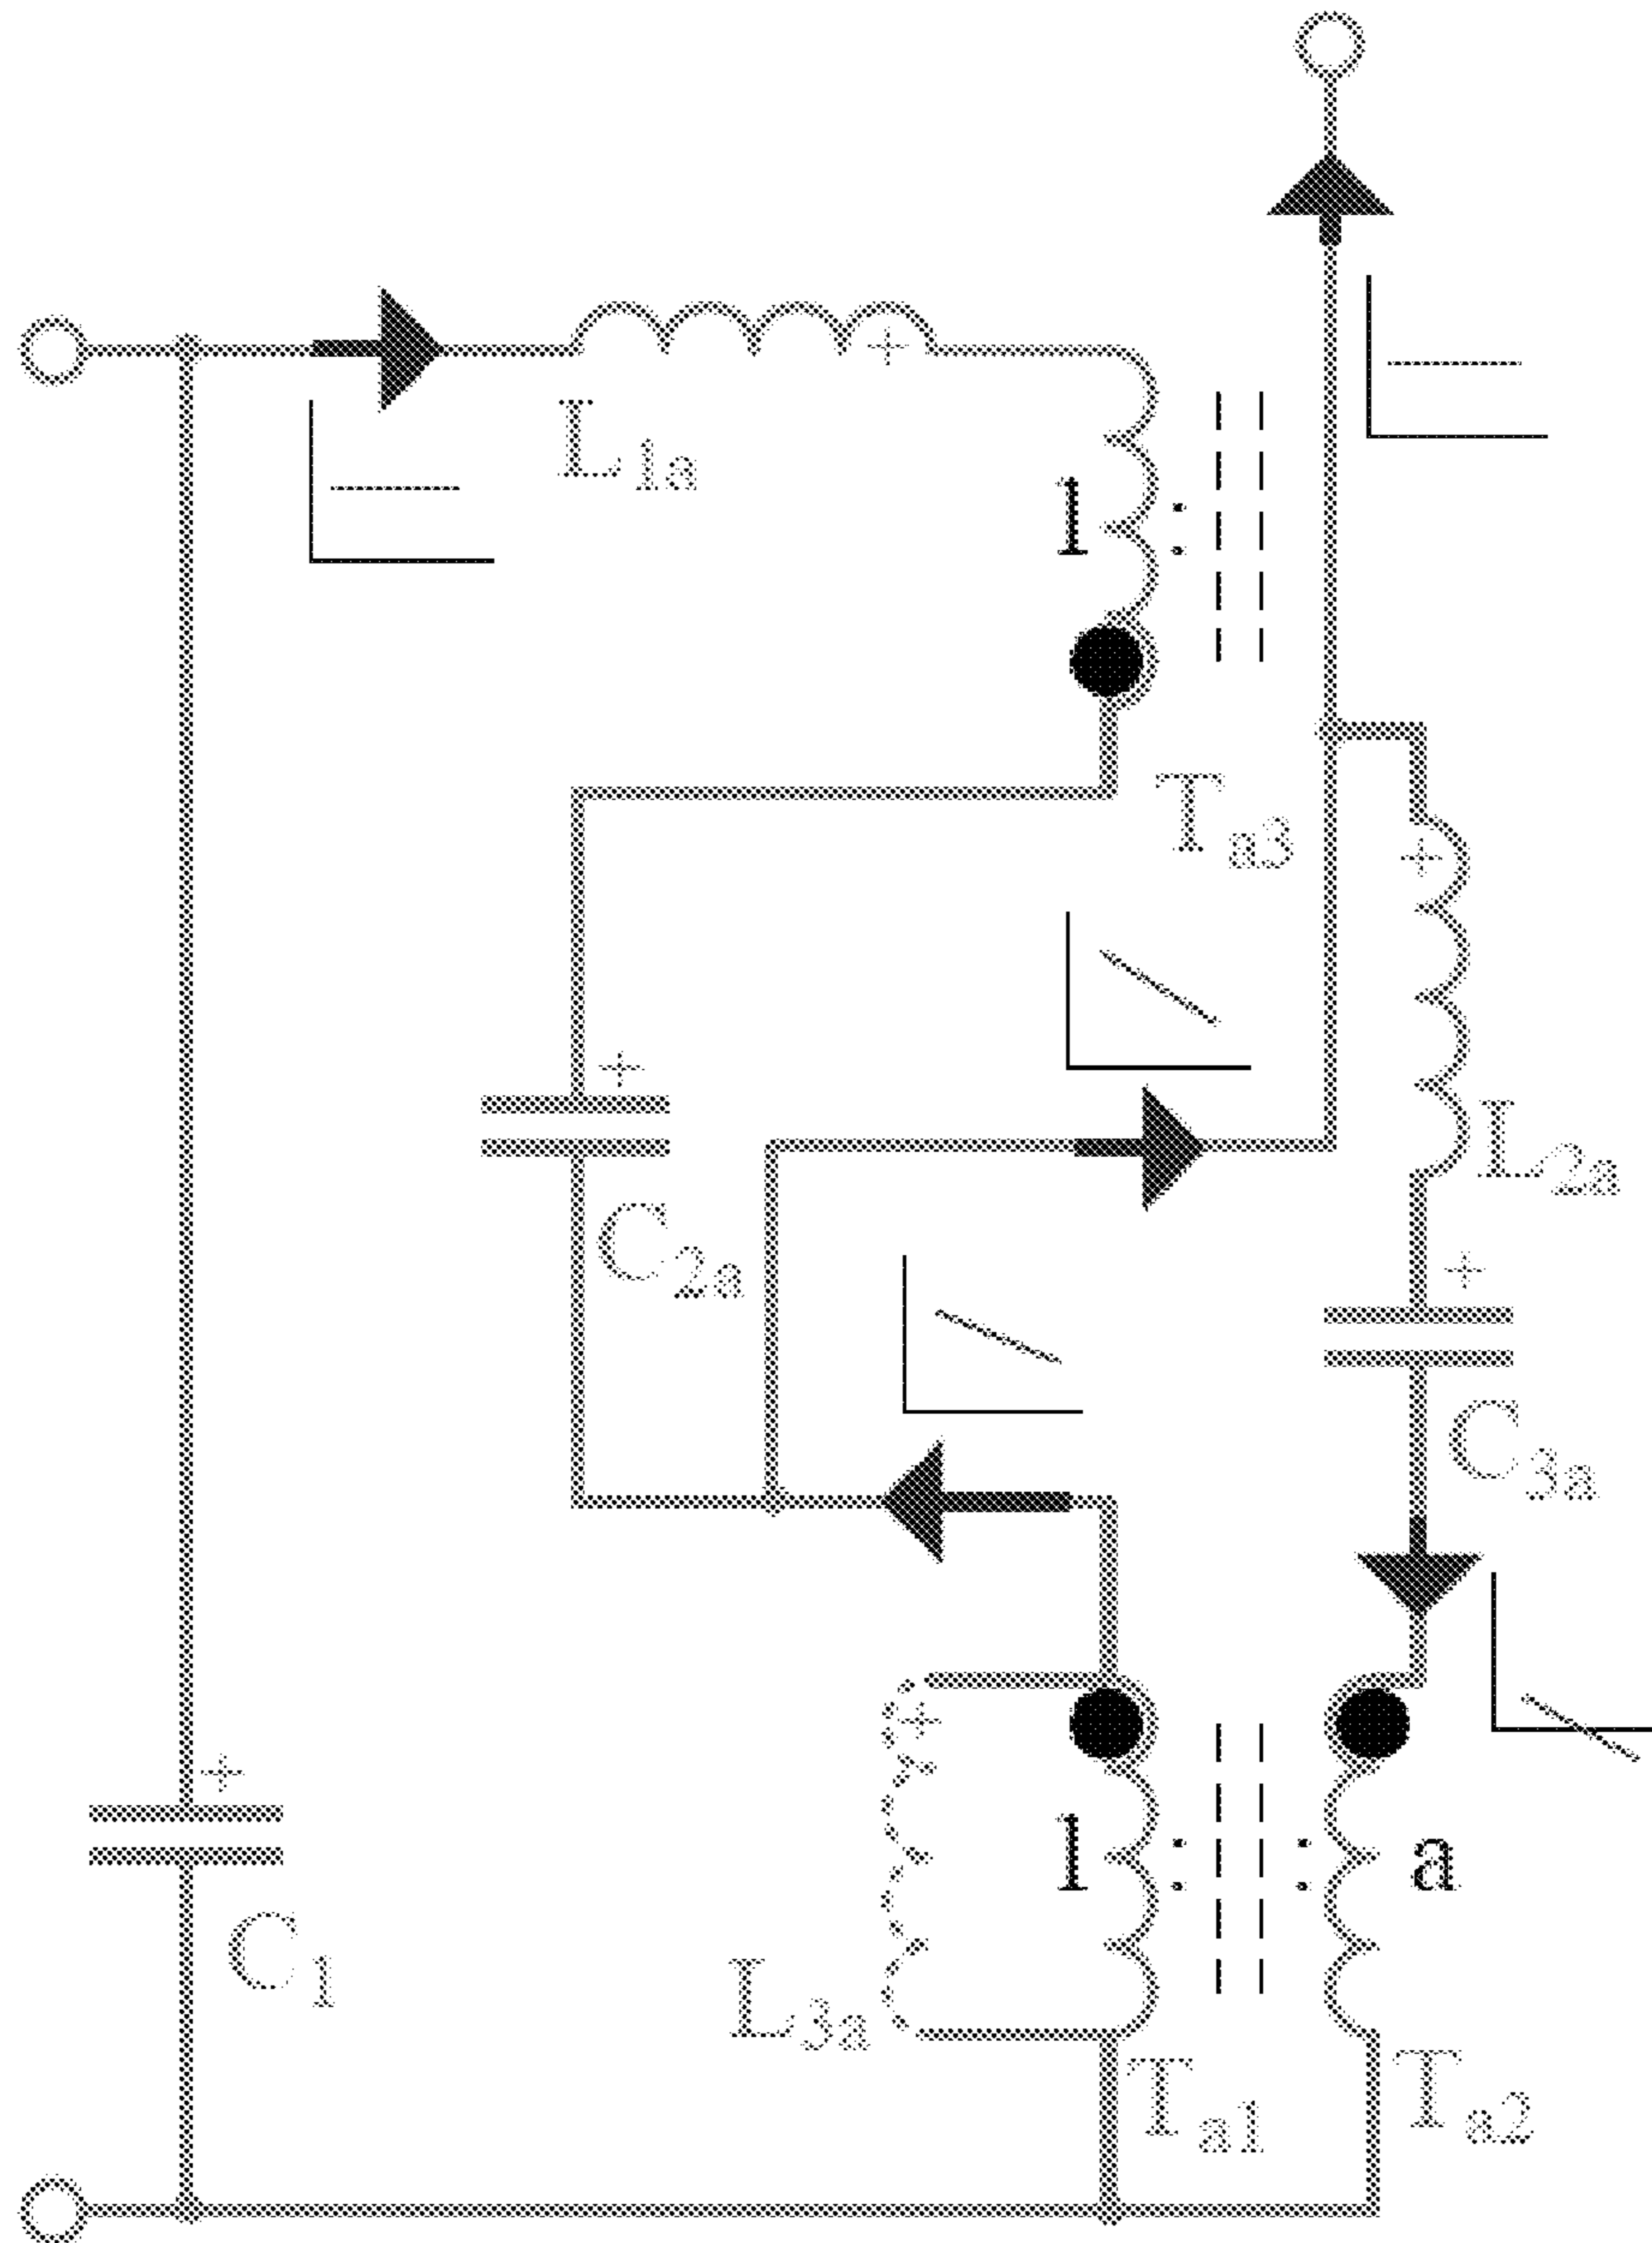 +
L1a
1 :
Ta3
+
+
L2a
C2a
+
C3a
+
+
1 : : a
C1
L3a
Ta1
Ta2